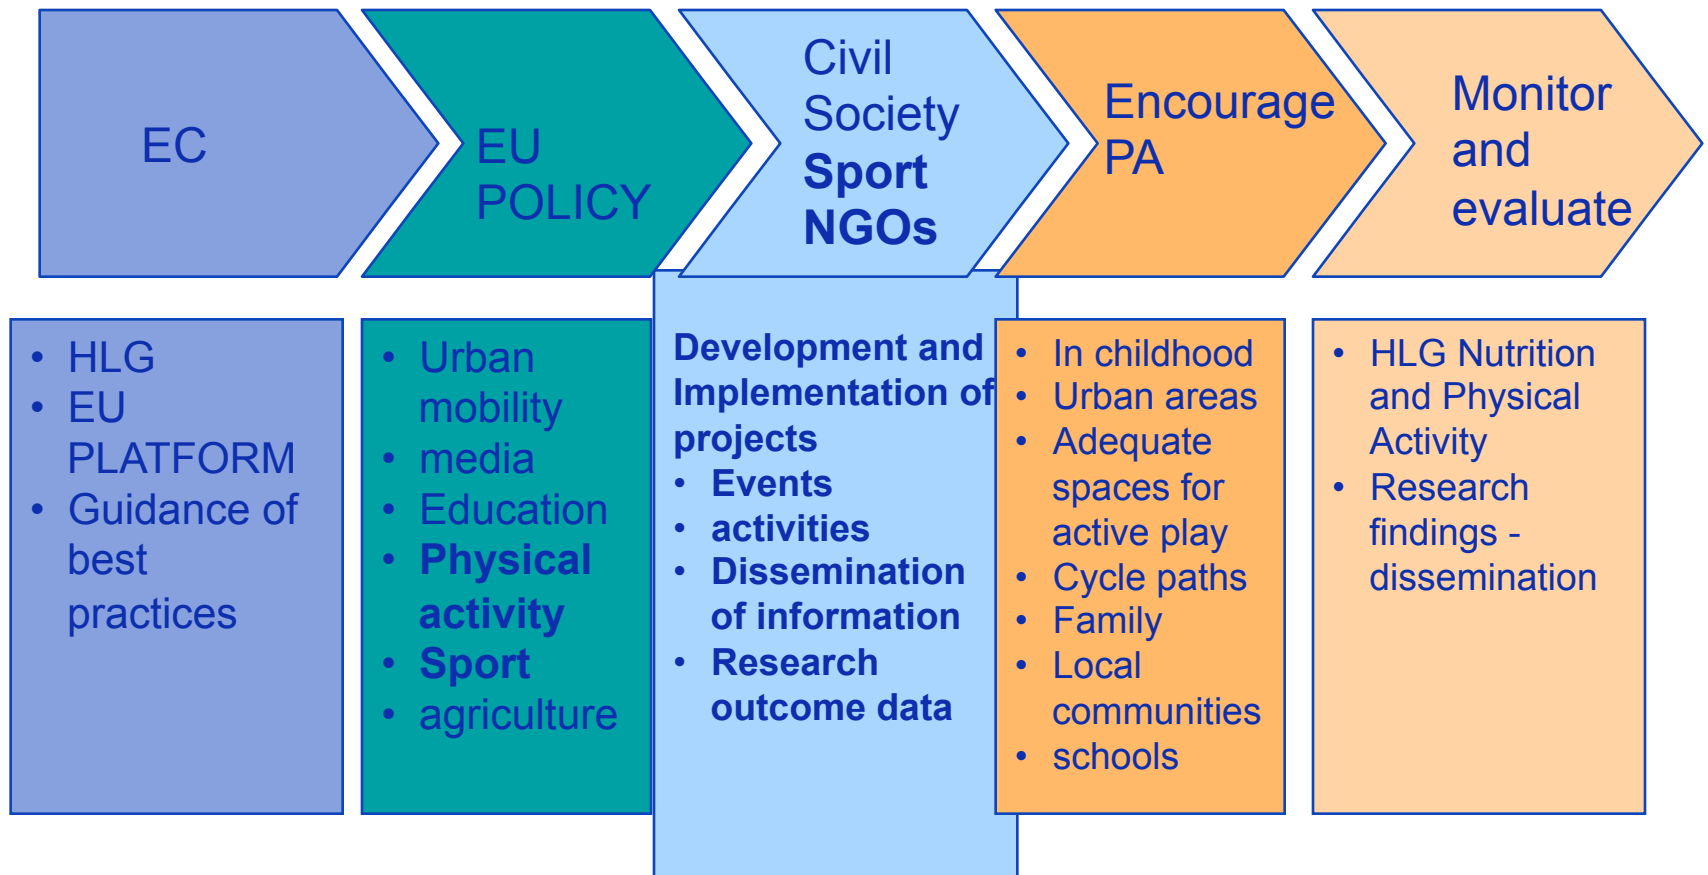 EC
EU
POLICY
Civil
Society
Sport
NGOs
Encourage
PA
Monitor
and
evaluate
• HLG
• EU
PLATFORM
• Guidance of
best
practices
• Urban
mobility
• media
• Education
• Physical
activity
• Sport
• agriculture
Development and
Implementation of
projects
• Events
• activities
• Dissemination
of information
• Research
outcome data
• In childhood
• Urban areas
• Adequate
spaces for
active play
• Cycle paths
• Family
• Local
communities
• schools
• HLG Nutrition
and Physical
Activity
• Research
findings -
dissemination